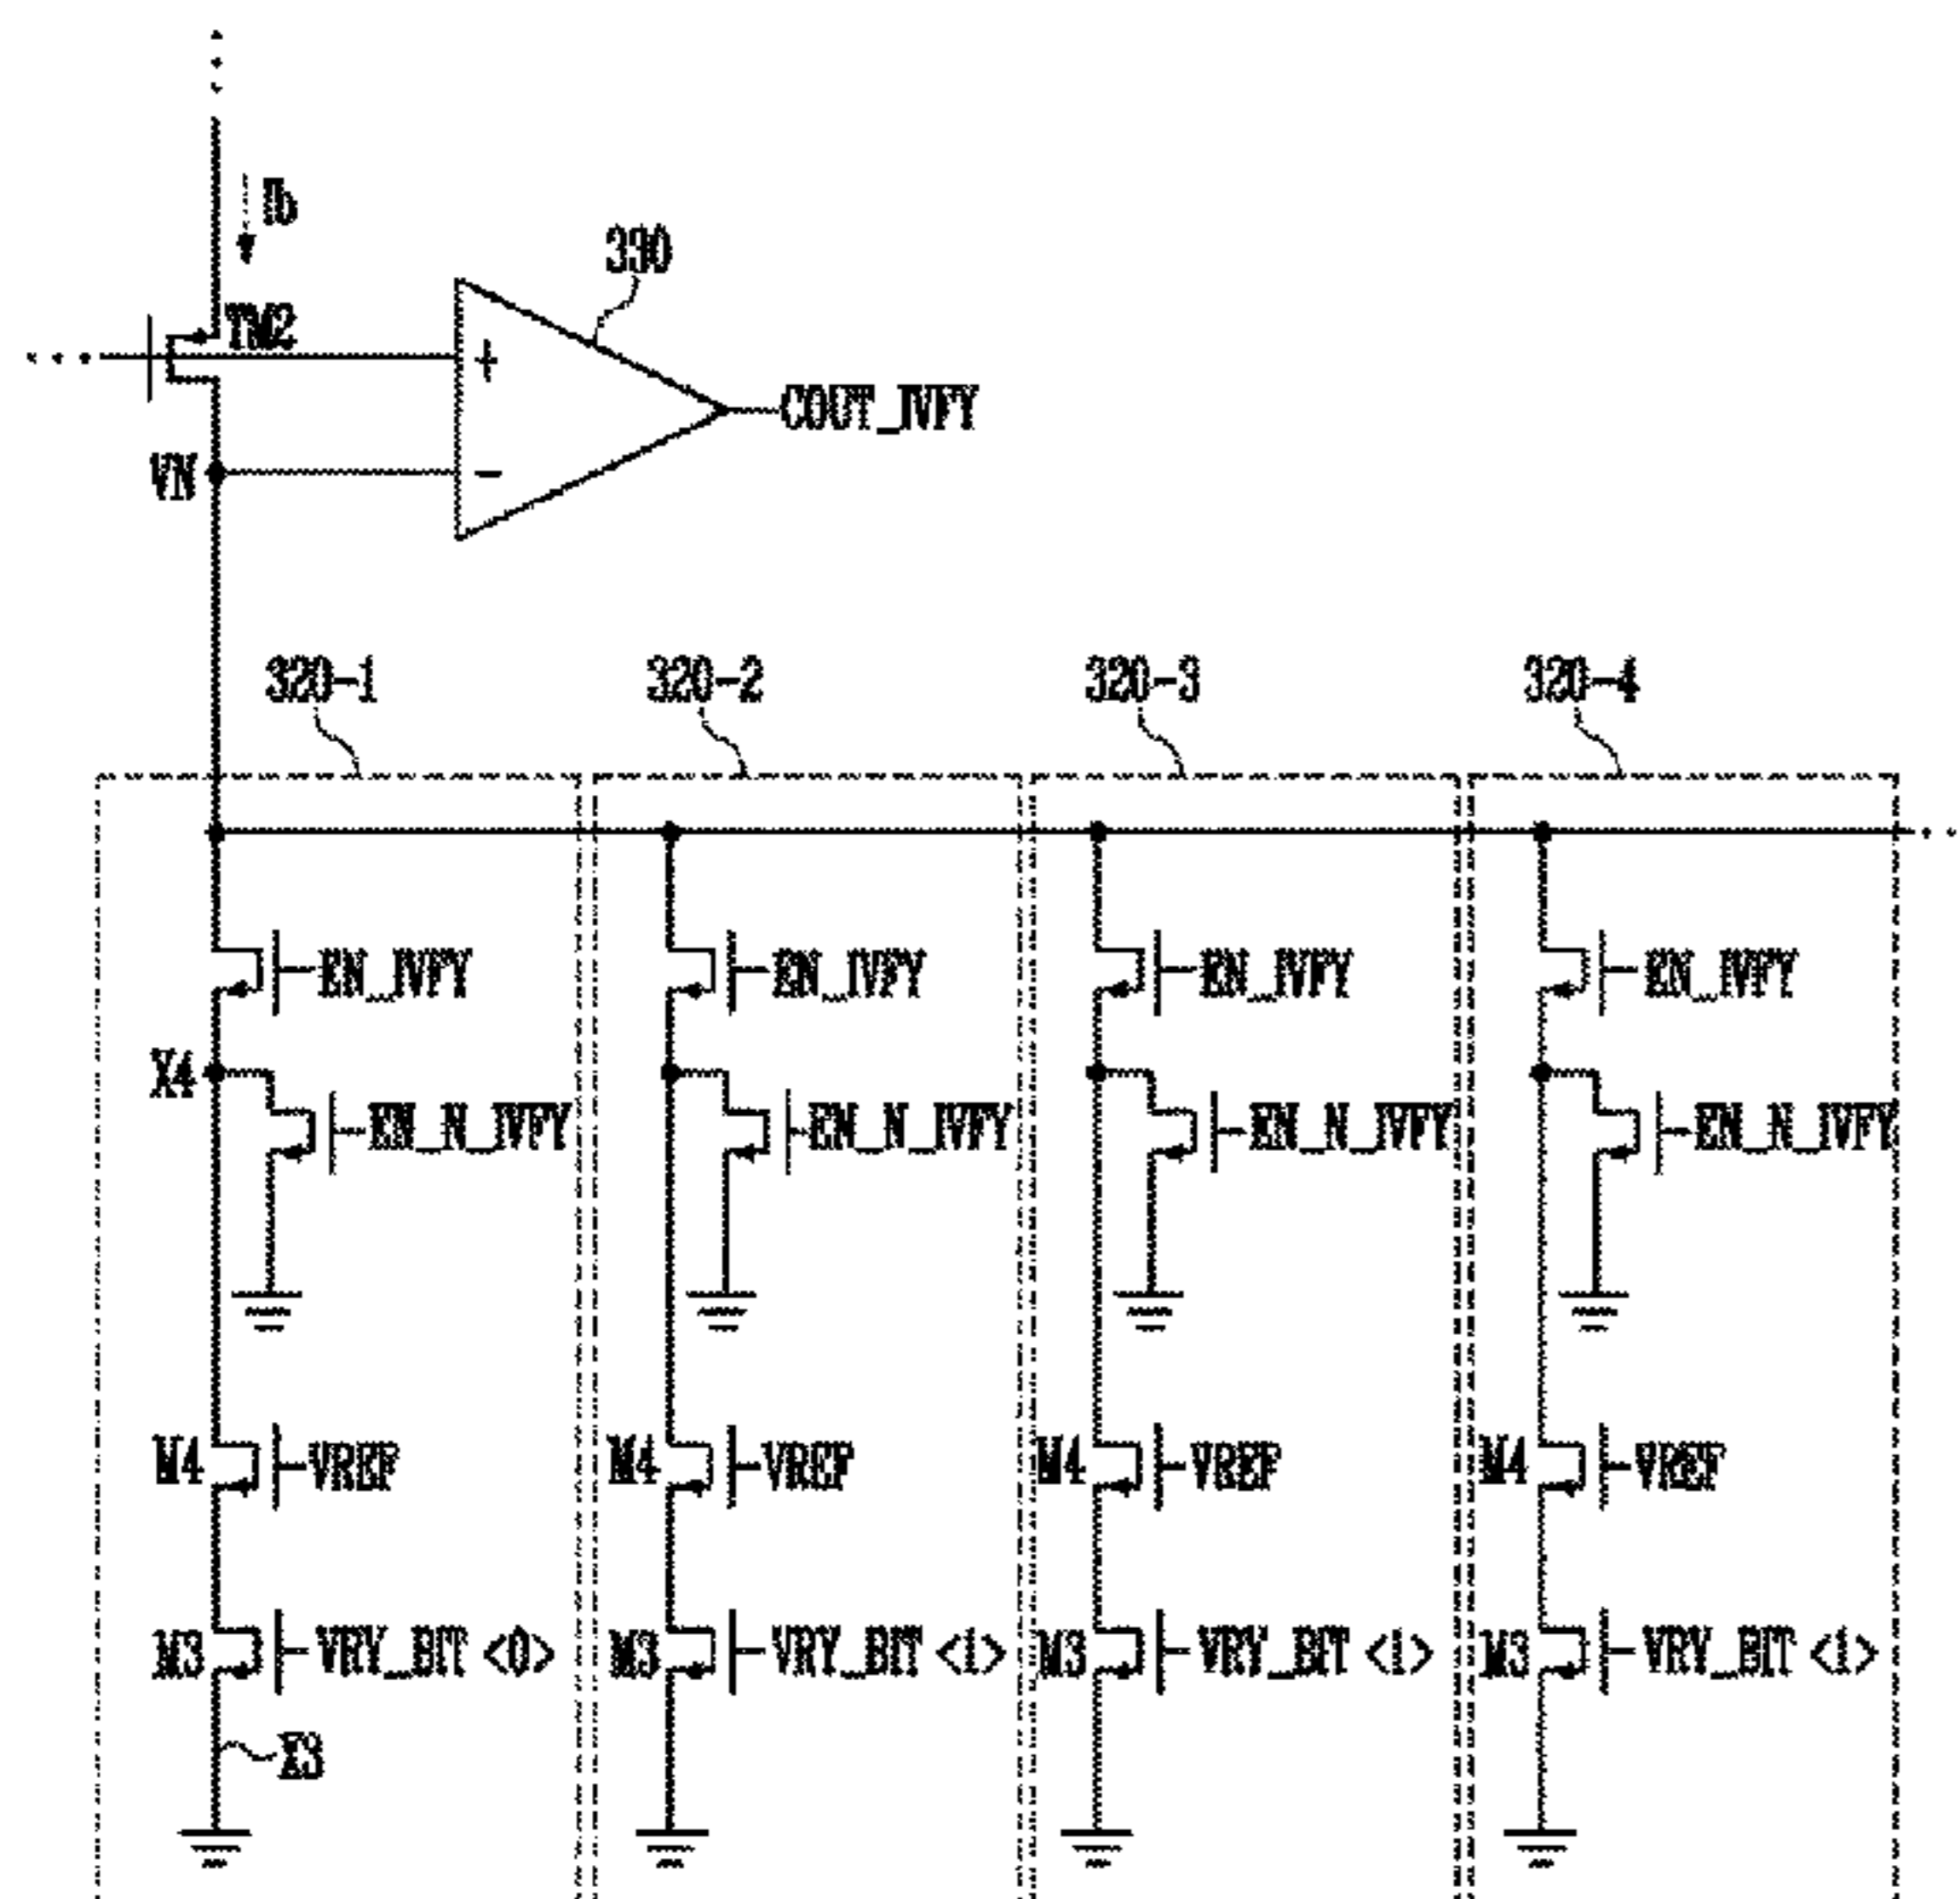 Ib
330
TM2
+
COUT_IVFY
VN
-
320-1 320-2 320-3 320-4
EN_IVFY EN_IVFY EN_IVFY EN_IVFY
X4
EN_N_IVFY EN_N_IVFY EN_N_IVFY EN_N_IVFY
M4 VREF M4 VREF M4 VREF M4 VREF
M3 VRY_BIT <0> M3 VRY_BIT <1> M3 VRY_BIT <1> M3 VRY_BIT <1>
X3